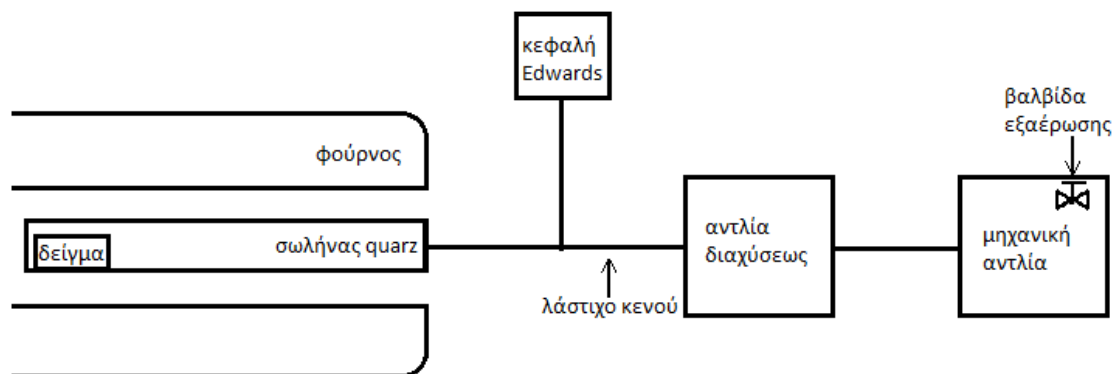 κεφαλή
Edwards
βαλβίδα
εξαέρωσης
φούρνος
δείγμα
σωλήνας quarz
αντλία
διαχύσεως
μηχανική
αντλία
λάστιχο κενού